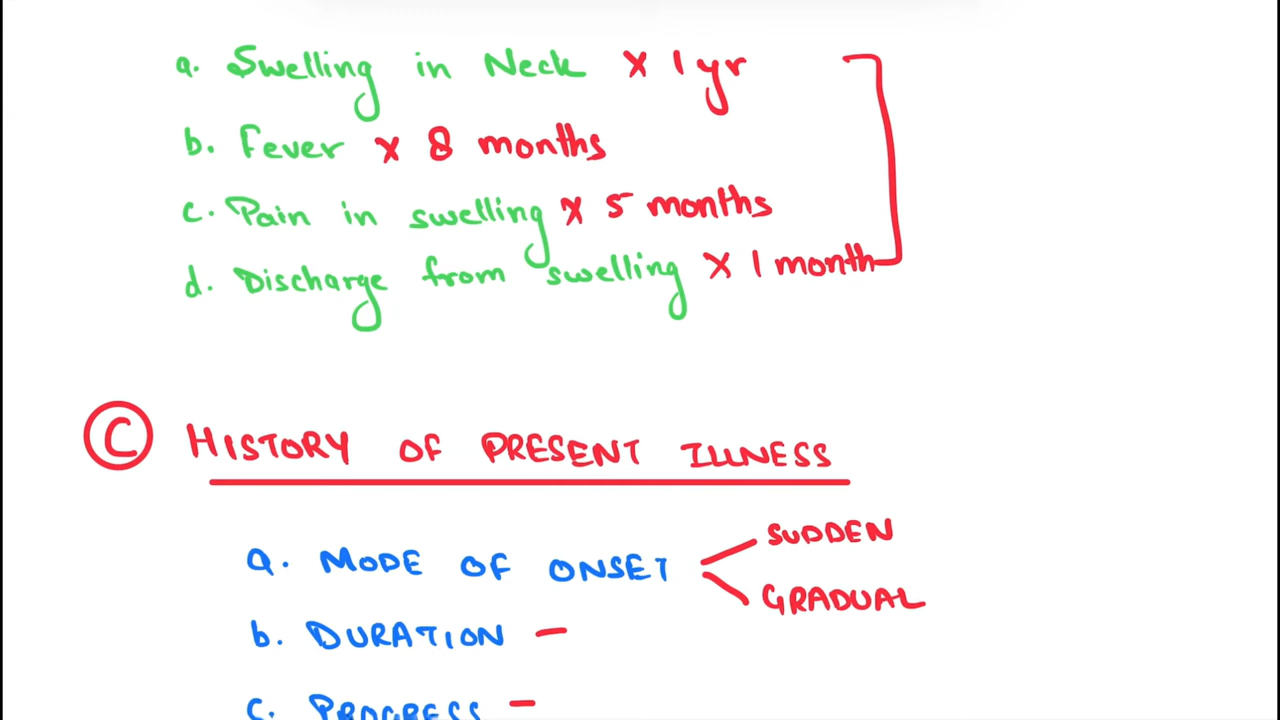 a. Swelling in Neck x 1 yr
b. Fever x 8 months
c. Pain in swelling x 5 months
d. Discharge from swelling x 1 month
C HISTORY OF PRESENT ILLNESS
a. MODE OF ONSET
SUDDEN
GRADUAL
b. DURATION -
c. PROGRESS -